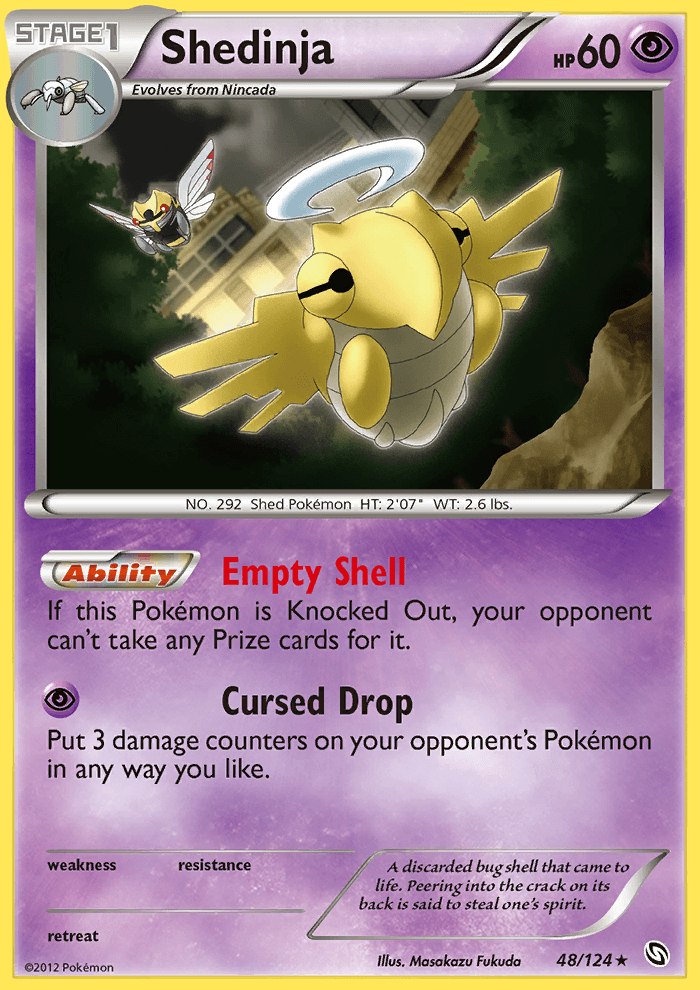 STAGE1
Shedinja
HP60
Evolves from Nincada
NO. 292 Shed Pokémon HT: 2'07" WT: 2.6 lbs.
Ability Empty Shell
If this Pokémon is Knocked Out, your opponent
can't take any Prize cards for it.
Cursed Drop
Put 3 damage counters on your opponent's Pokémon
in any way you like.
weakness resistance
retreat
A discarded bug shell that came to
life. Peering into the crack on its
back is said to steal one's spirit.
©2012 Pokémon
Illus. Masakazu Fukuda
48/124★